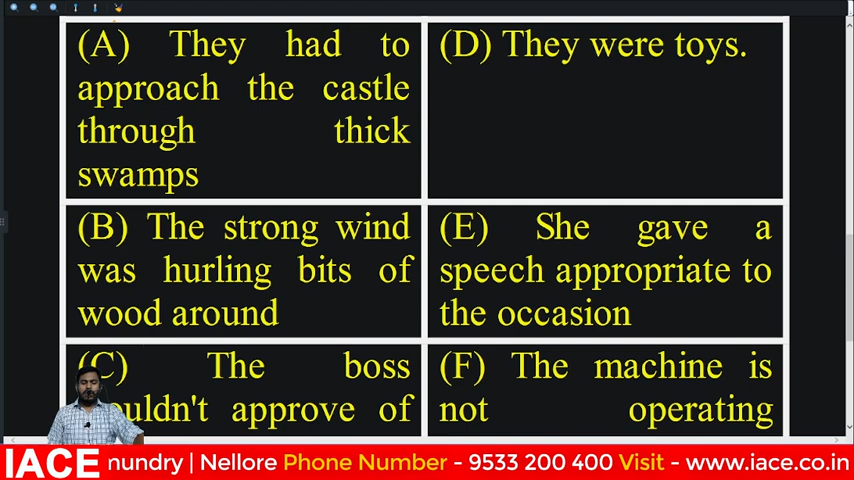 (A) They had to
approach the castle
through thick
swamps
(D) They were toys.
(B) The strong wind
was hurling bits of
wood around
(E) She gave a
speech appropriate to
the occasion
(C) The boss
approve of
(F) The machine is
not operating
IACE nundry | Nellore Phone Number - 9533 200 400 Visit - www.iace.co.in